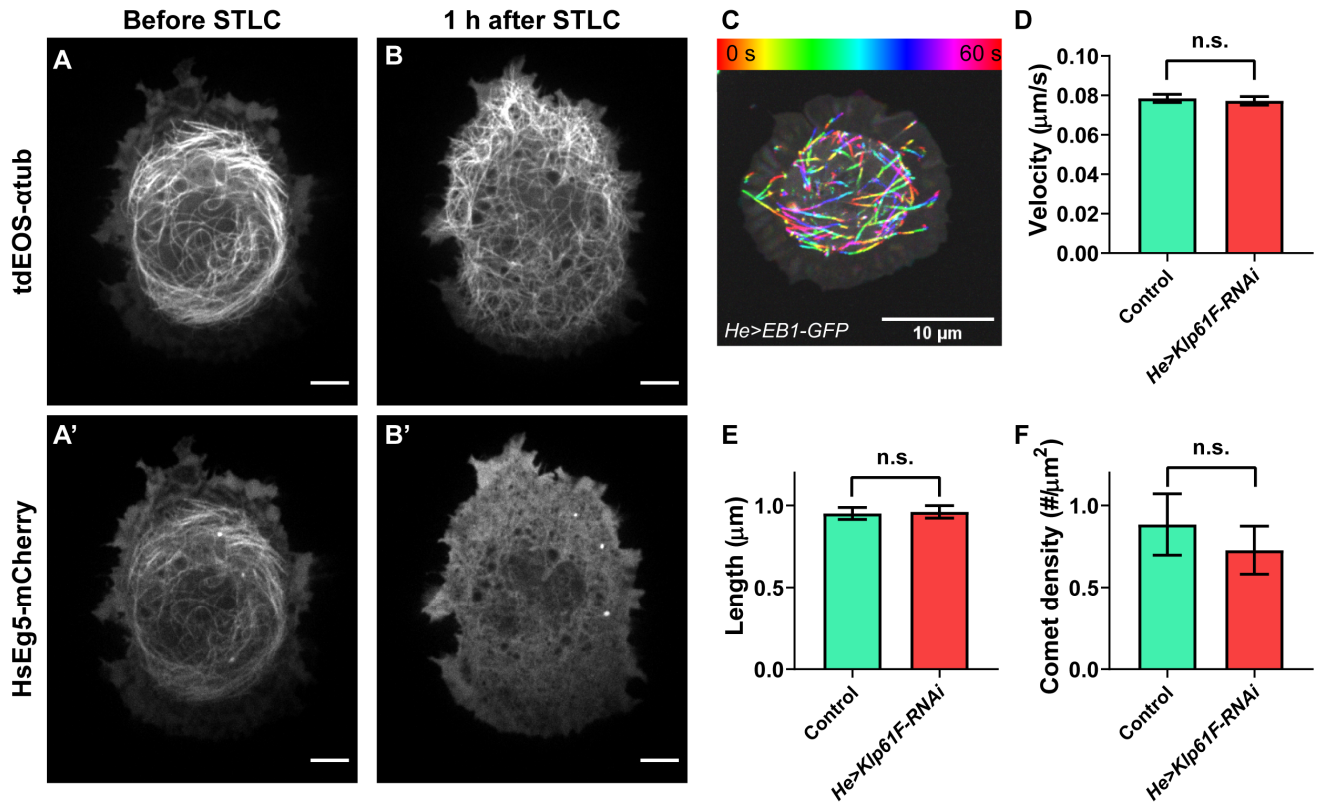 Before STLC
1 h after STLC
tdEOS-αtub
HsEg5-mCherry
A
B
A’
B’
C
0 s
60 s
He>EB1-GFP
10 μm
D
n.s.
Velocity (μm/s)
0.10
0.08
0.06
0.04
0.02
0.00
Control
He>Klp61F-RNAi
E
n.s.
Length (μm)
1.0
0.5
0.0
Control
He>Klp61F-RNAi
F
n.s.
Comet density (#/μm²)
1.0
0.5
0.0
Control
He>Klp61F-RNAi